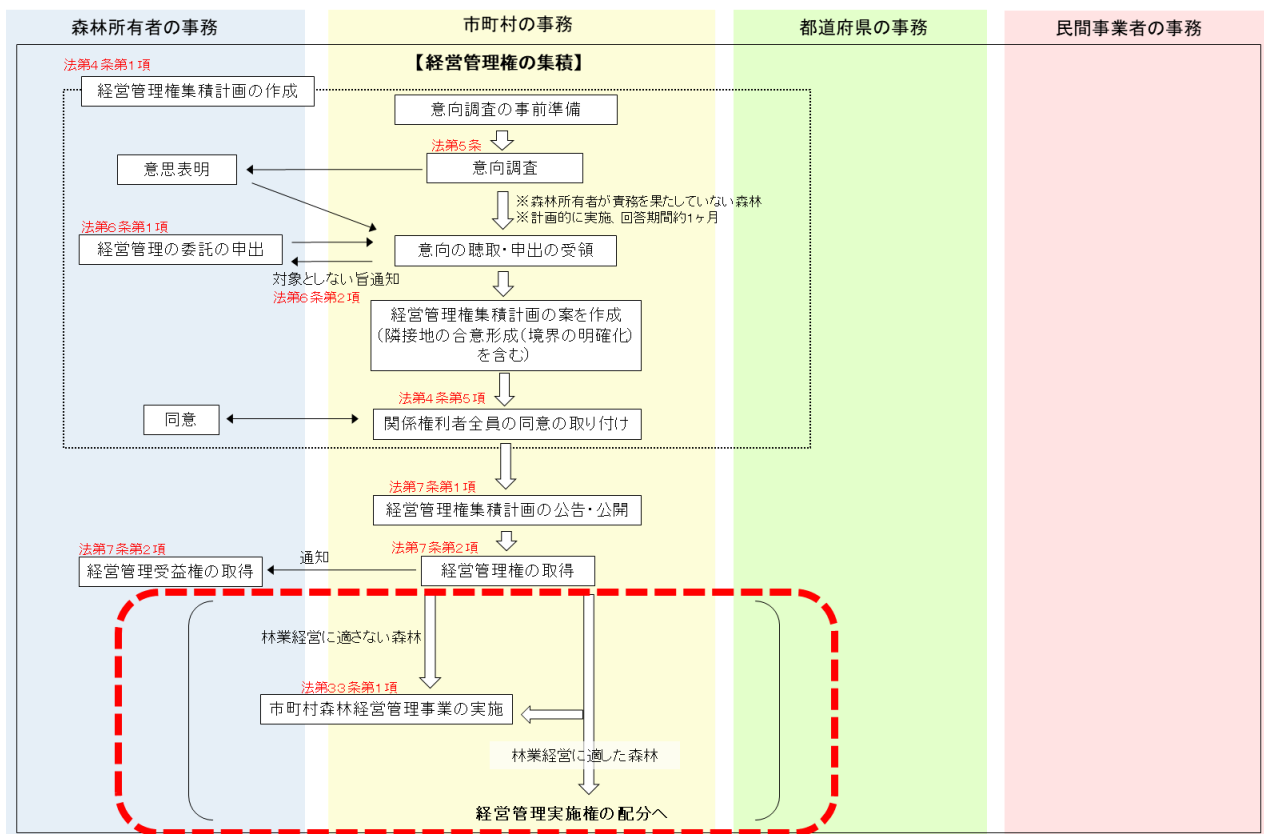 森林所有者の事務
市町村の事務
都道府県の事務
民間事業者の事務
【経営管理権の集積】
法第4条第1項
経営管理権集積計画の作成
意向調査の事前準備
法第5条
意思表明
意向調査
※森林所有者が責務を果たしていない森林
※計画的に実施、回答期間約1ヶ月
法第6条第1項
経営管理の委託の申出
意向の聴取・申出の受領
対象としない旨通知
法第6条第2項
経営管理権集積計画の案を作成
(隣接地の合意形成(境界の明確化)
を含む)
法第4条第5項
同意
関係権利者全員の同意の取り付け
法第7条第1項
経営管理権集積計画の公告・公開
法第7条第2項
経営管理受益権の取得
通知
法第7条第2項
経営管理権の取得
林業経営に適さない森林
法第33条第1項
市町村森林経営管理事業の実施
林業経営に適した森林
経営管理実施権の配分へ